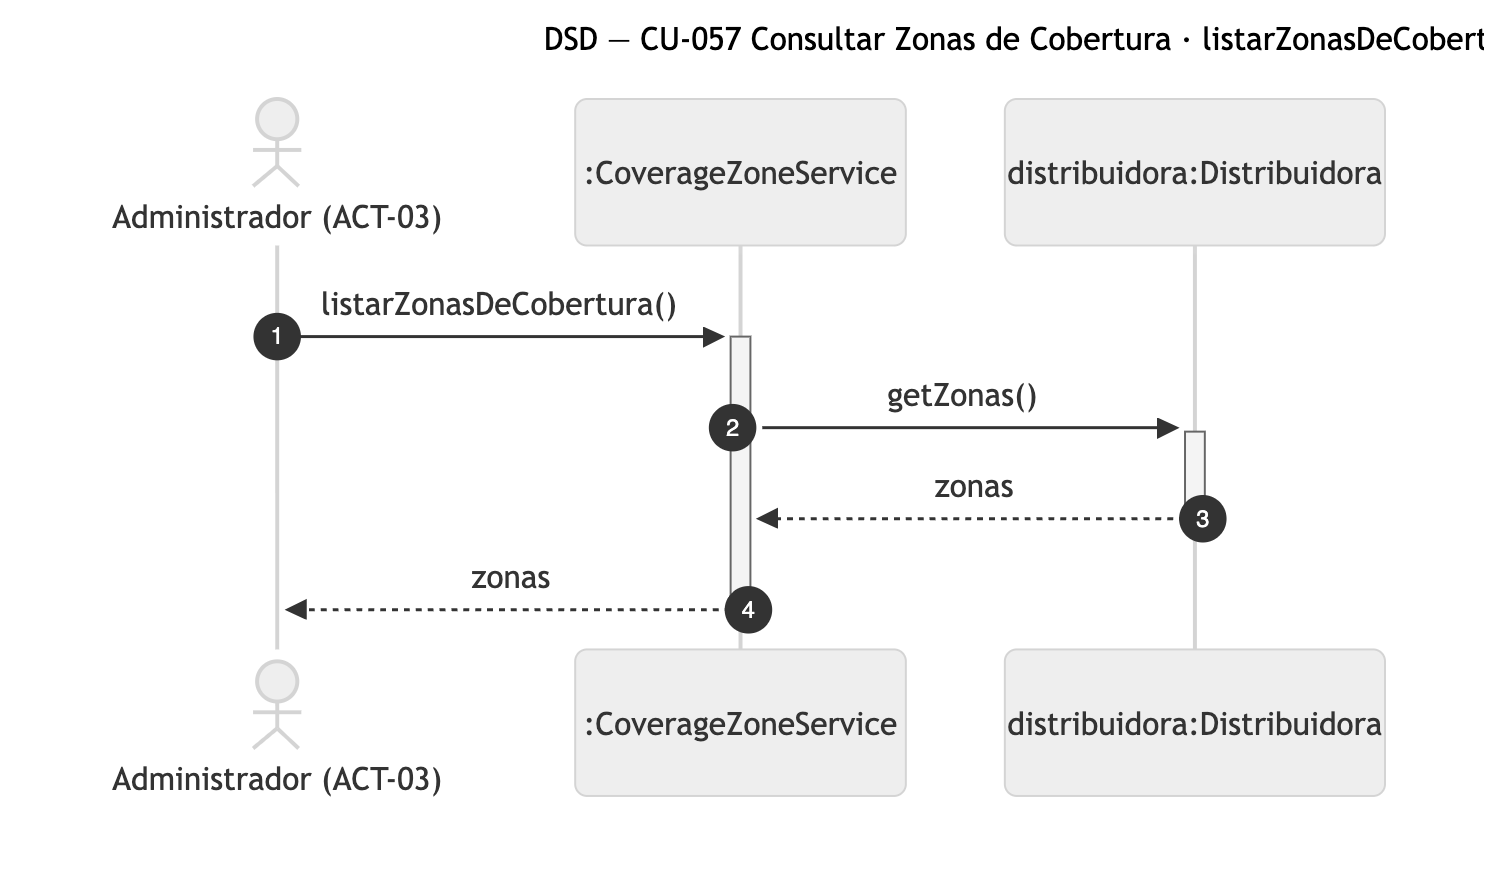 DSD — CU-057 Consultar Zonas de Cobertura · listarZonasDeCobert
Administrador (ACT-03)
:CoverageZoneService
distribuidora:Distribuidora
listarZonasDeCobertura()
1
getZonas()
2
zonas
3
zonas
4
Administrador (ACT-03)
:CoverageZoneService
distribuidora:Distribuidora